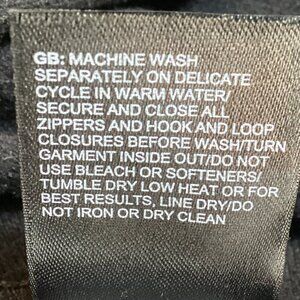 GB: MACHINE WASH
SEPARATELY ON DELICATE
CYCLE IN WARM WATER/
SECURE AND CLOSE ALL
ZIPPERS AND HOOK AND LOOP
CLOSURES BEFORE WASH/TURN
GARMENT INSIDE OUT/DO NOT
USE BLEACH OR SOFTENERS/
TUMBLE DRY LOW HEAT OR FOR
BEST RESULTS, LINE DRY/DO
NOT IRON OR DRY CLEAN